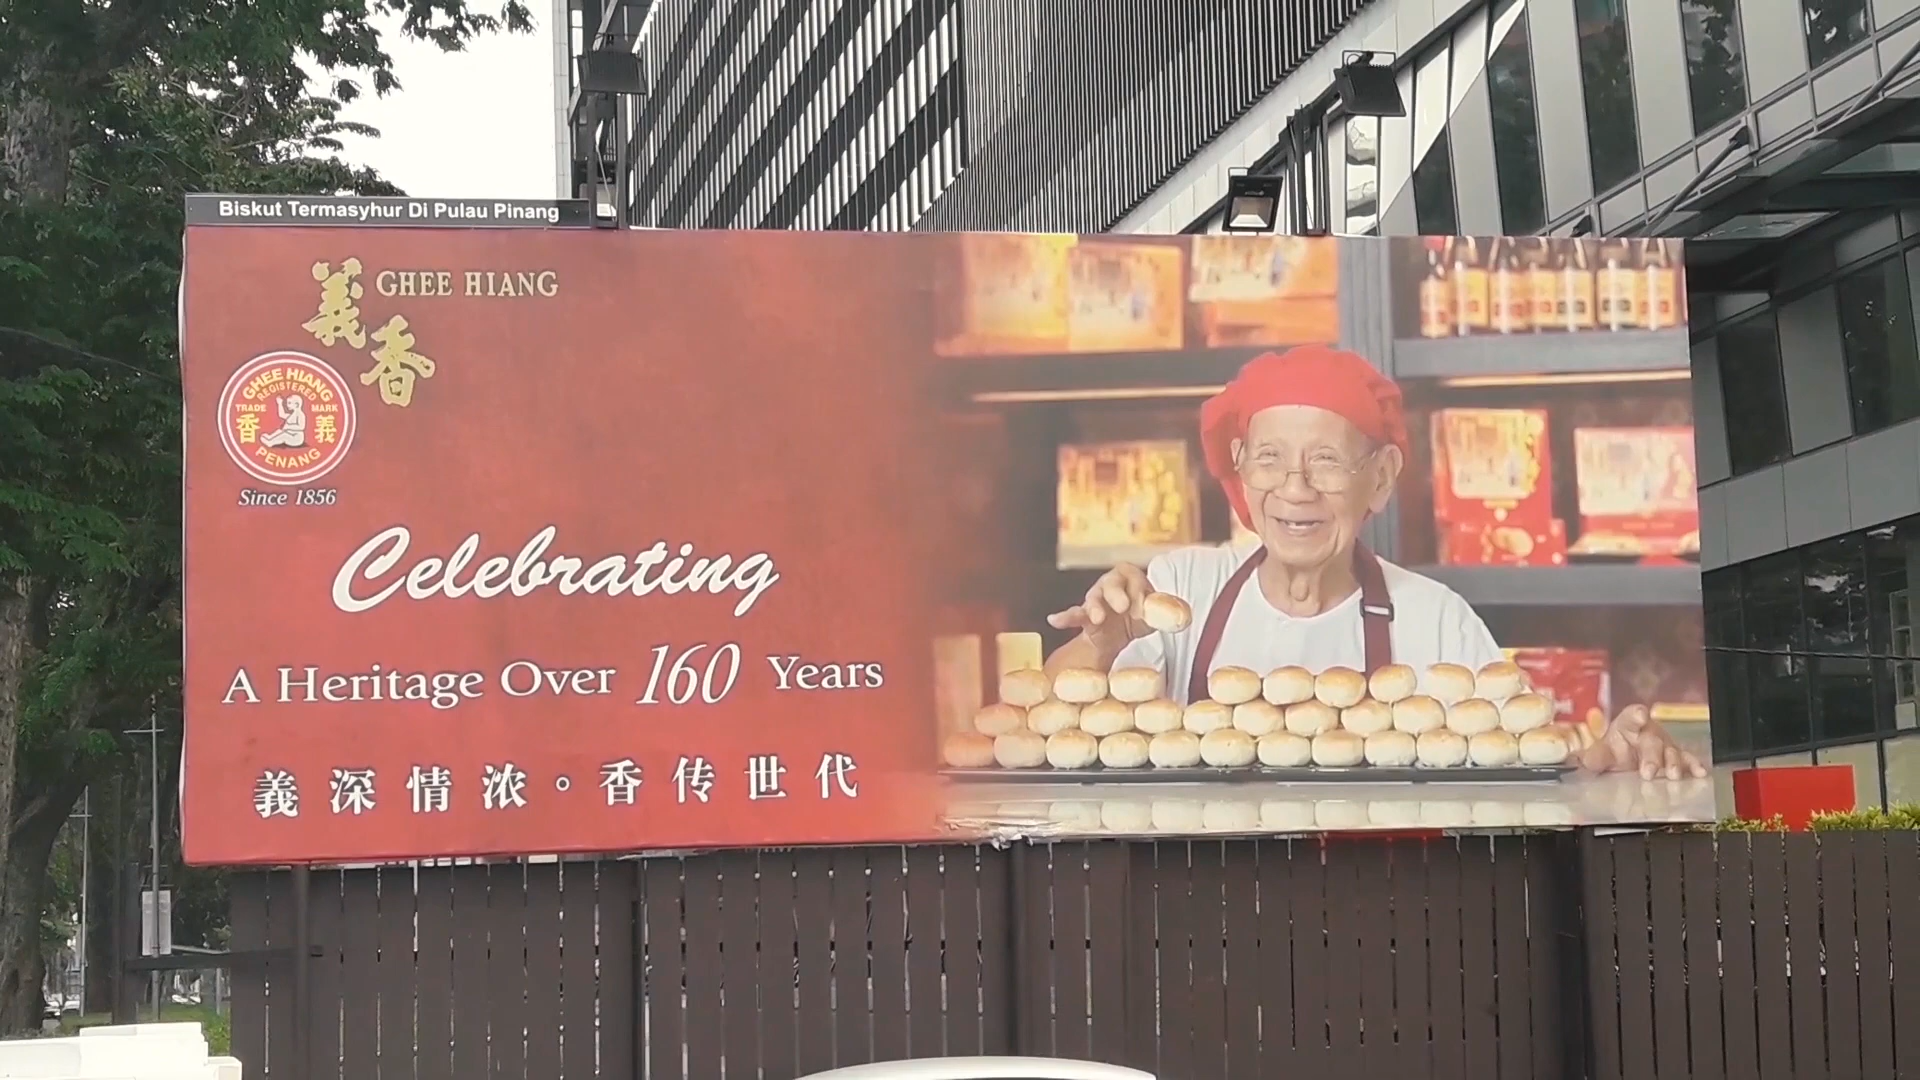 Biskut Termasyhur Di Pulau Pinang
義香
GHEE HIANG
GHEE HIANG
REGISTERED
TRADE MARK
香 義
PENANG
Since 1856
Celebrating
A Heritage Over 160 Years
義深情浓。香传世代